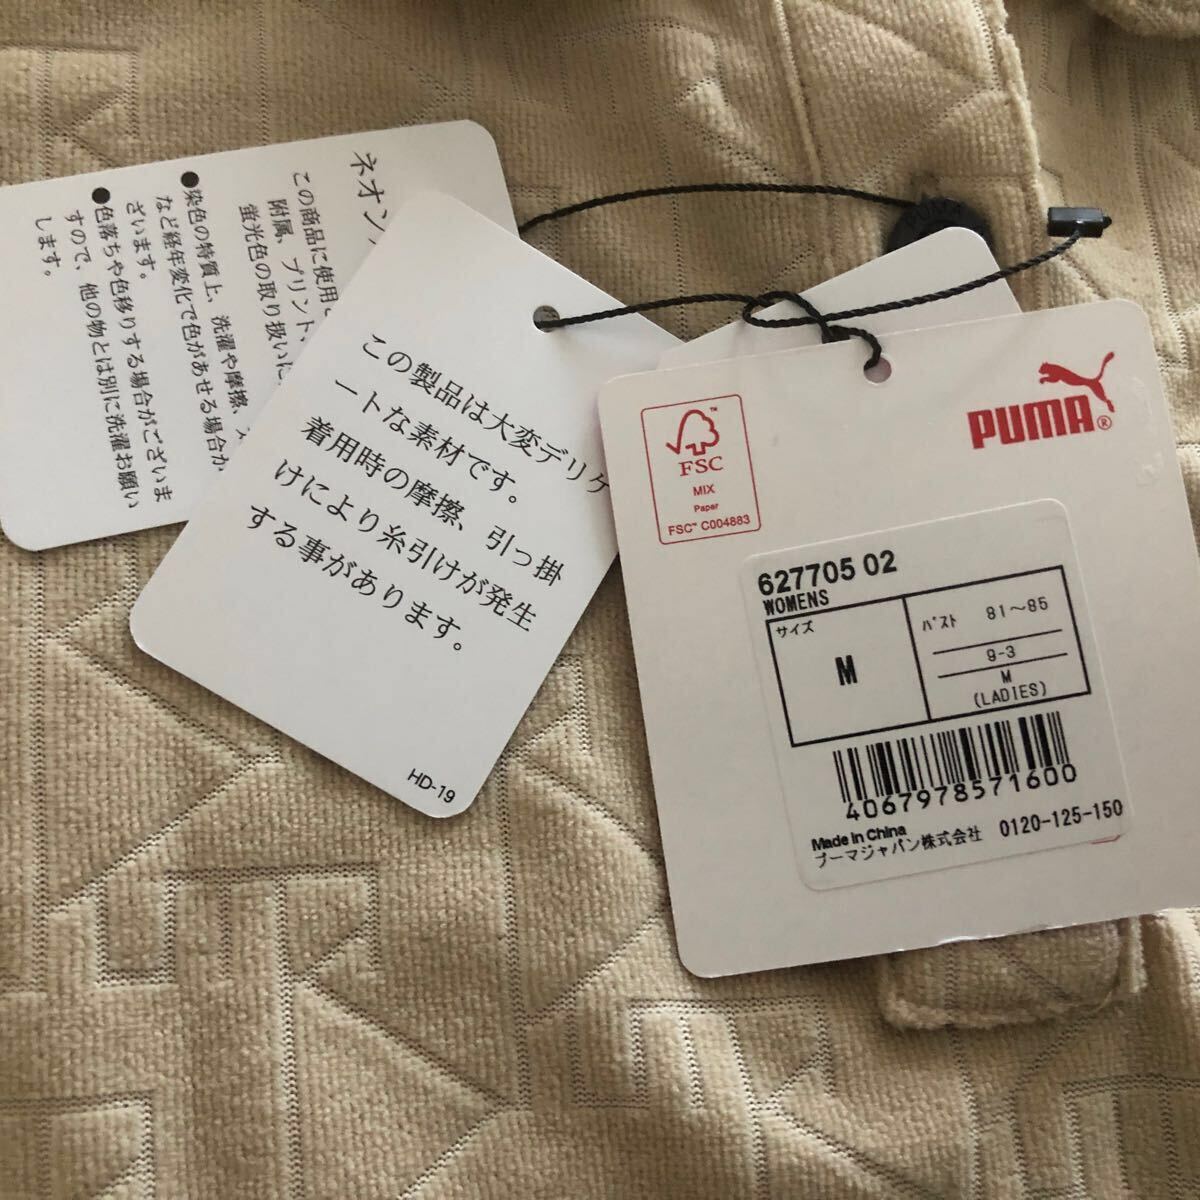 ネオン
この商品に使用
附属、プリント、
蛍光色の取り扱いに
●染色の特質上、洗濯や摩擦、
など経年変化で色があせる場合が
ざいます。
●色落ちや色移りする場合がございま
すので、他の物とは別に洗濯お願い
します。
この製品は大変デリケ
ートな素材です。
着用時の摩擦、引っ掛
けにより糸引けが発生
する事があります。
HD-19
PUMA
FSC™
MIX
Paper
FSC™ C004883
PUMA®
627705 02
WOMENS
サイズ
M
バスト 81～85
9-3
M
(LADIES)
4067978571600
Made in China
プーマジャパン株式会社 0120-125-150